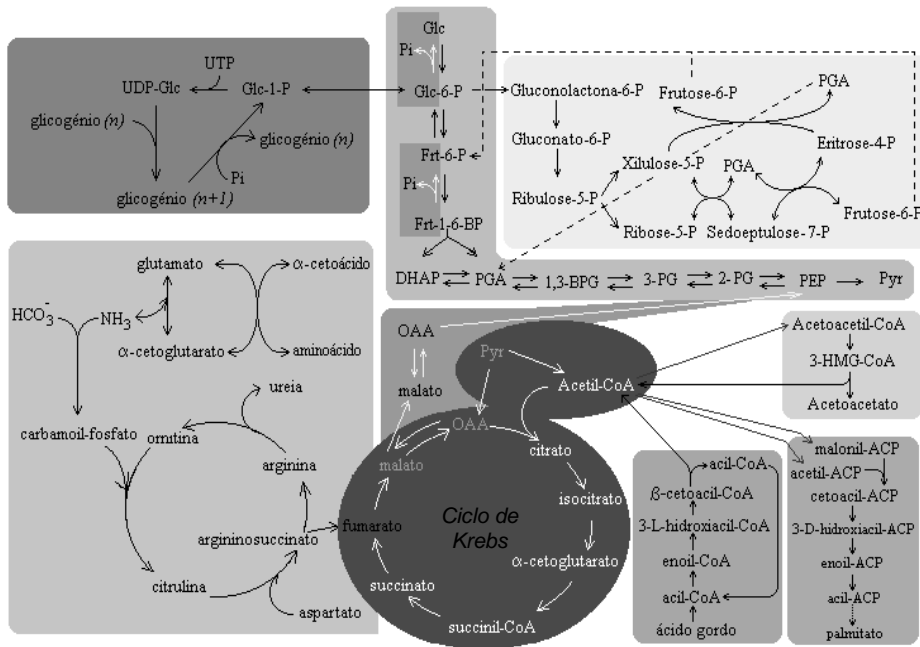 UTP
UDP-Glc
Glc-1-P
glicogénio (n)
glicogénio (n)
Pi
glicogénio (n+1)
Glc
Pi
Glc-6-P
Frt-6-P
Pi
Frt-1-6-BP
Gluconolactona-6-P
Gluconato-6-P
Ribulose-5-P
Xilulose-5-P
Ribose-5-P
Frutose-6-P
PGA
Eritrose-4-P
PGA
Sedoeptulose-7-P
Frutose-6-P
DHAP
PGA
1,3-BPG
3-PG
2-PG
PEP
Pyr
glutamato
α-cetoácido
HCO3-
NH3
α-cetoglutarato
aminoácido
ureia
carbamoil-fosfato
ornitina
arginina
argininosuccinato
citrulina
aspartato
OAA
malato
Pyr
Acetil-CoA
OAA
malato
citrato
isocitrato
fumarato
Ciclo de
Krebs
α-cetoglutarato
succinato
succinil-CoA
Acetoacetil-CoA
3-HMG-CoA
Acetoacetato
acil-CoA
ß-cetoacil-CoA
3-L-hidroxiacil-CoA
enoil-CoA
acil-CoA
ácido gordo
malonil-ACP
acetil-ACP
cetoacil-ACP
3-D-hidroxiacil-ACP
enoil-ACP
acil-ACP
palmitato